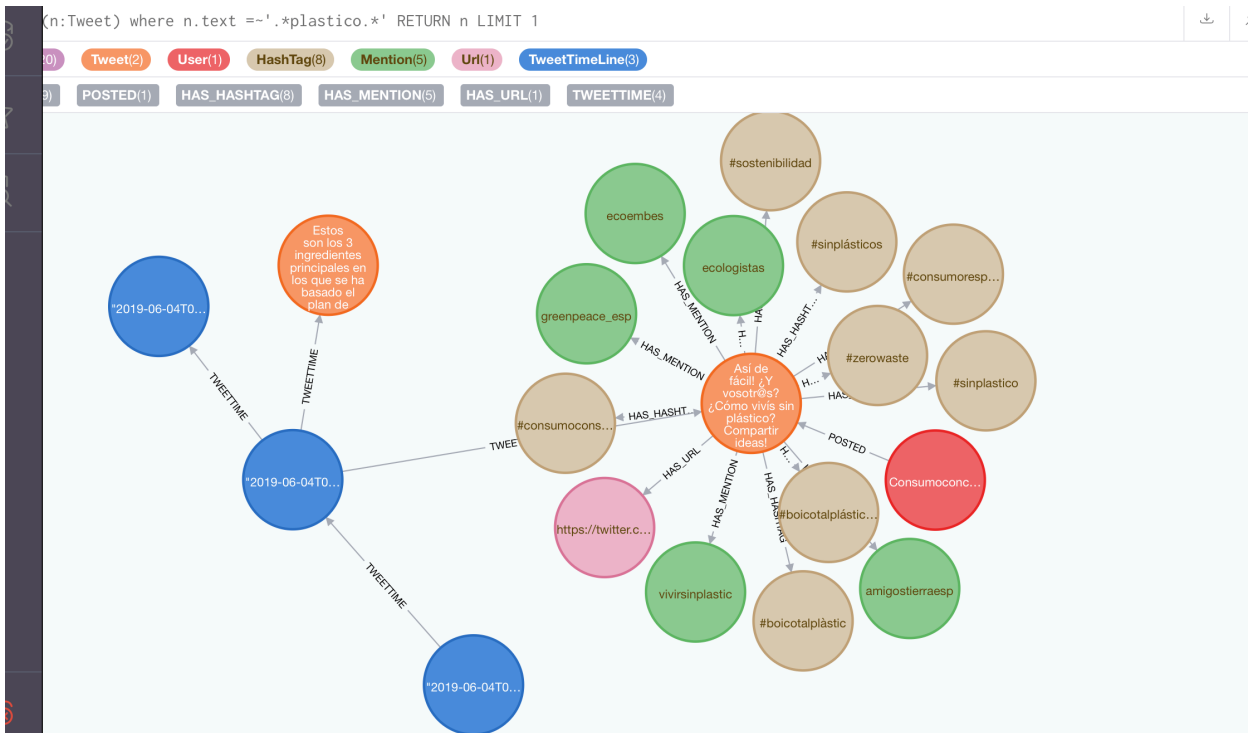 (n:Tweet) where n.text =~'.*plastico.*' RETURN n LIMIT 1
20) Tweet(2) User(1) HashTag(8) Mention(5) Url(1) TweetTimeLine(3)
9) POSTED(1) HAS_HASHTAG(8) HAS_MENTION(5) HAS_URL(1) TWEETTIME(4)
#sostenibilidad
ecoembes
#sinplásticos
ecologistas
#consumoresp...
Estos
son los 3
ingredientes
principales en
los que se ha
basado el
plan de
"2019-06-04T0...
greenpeace_esp
HAS_MENTION
HAS_MENTION
H...
HAS_HASHT...
#zerowaste
#sinplastico
H...
TWEETTIME
TWEETTIME
Así de
fácil! ¿Y
vosotr@s?
¿Cómo vivís sin
plástico?
Compartir
ideas!
#consumocons...
HAS_HASHT...
TWEE
POSTED
HAS_URL
HAS_MENTION
H...
"2019-06-04T0...
Consumoconc...
#boicotalplástic...
https://twitter.c...
vivirsinplastic
amigostierraesp
#boicotalplàstic
TWEETTIME
"2019-06-04T0...